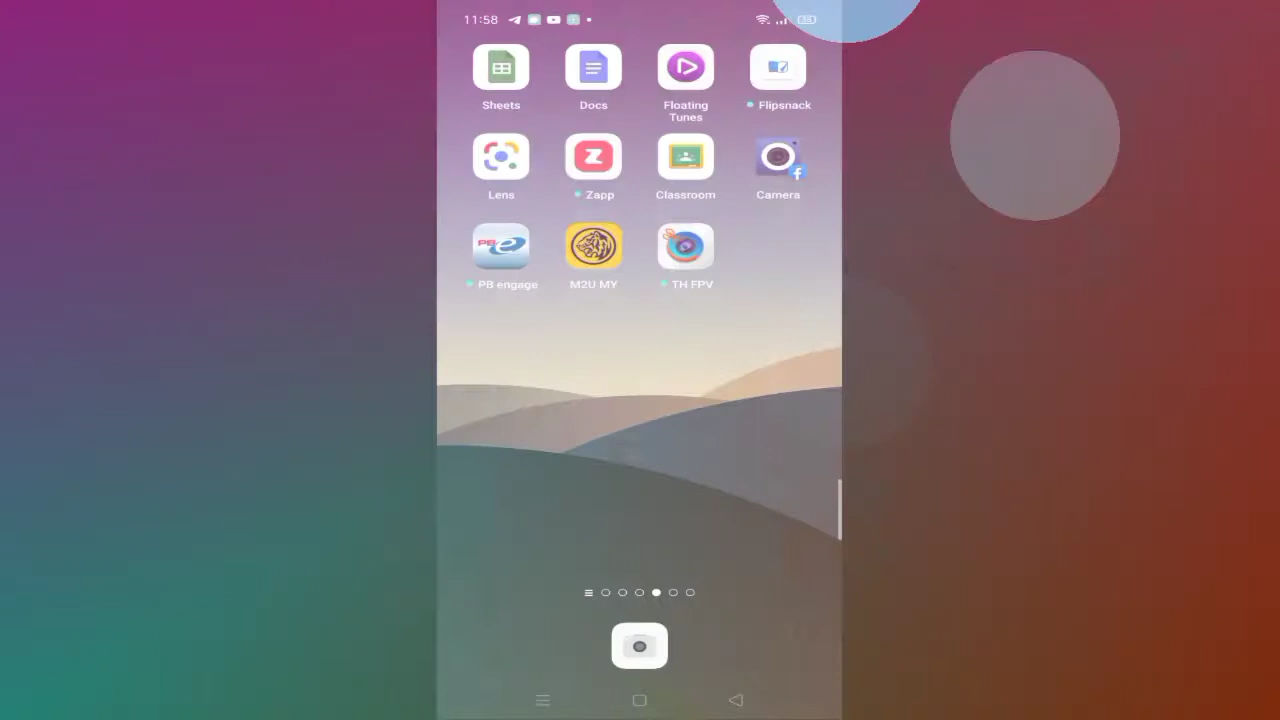 11:58
Sheets
Docs
Floating Tunes
Flipsnack
Lens
Zapp
Classroom
Camera
PB engage
M2U MY
TH FPV